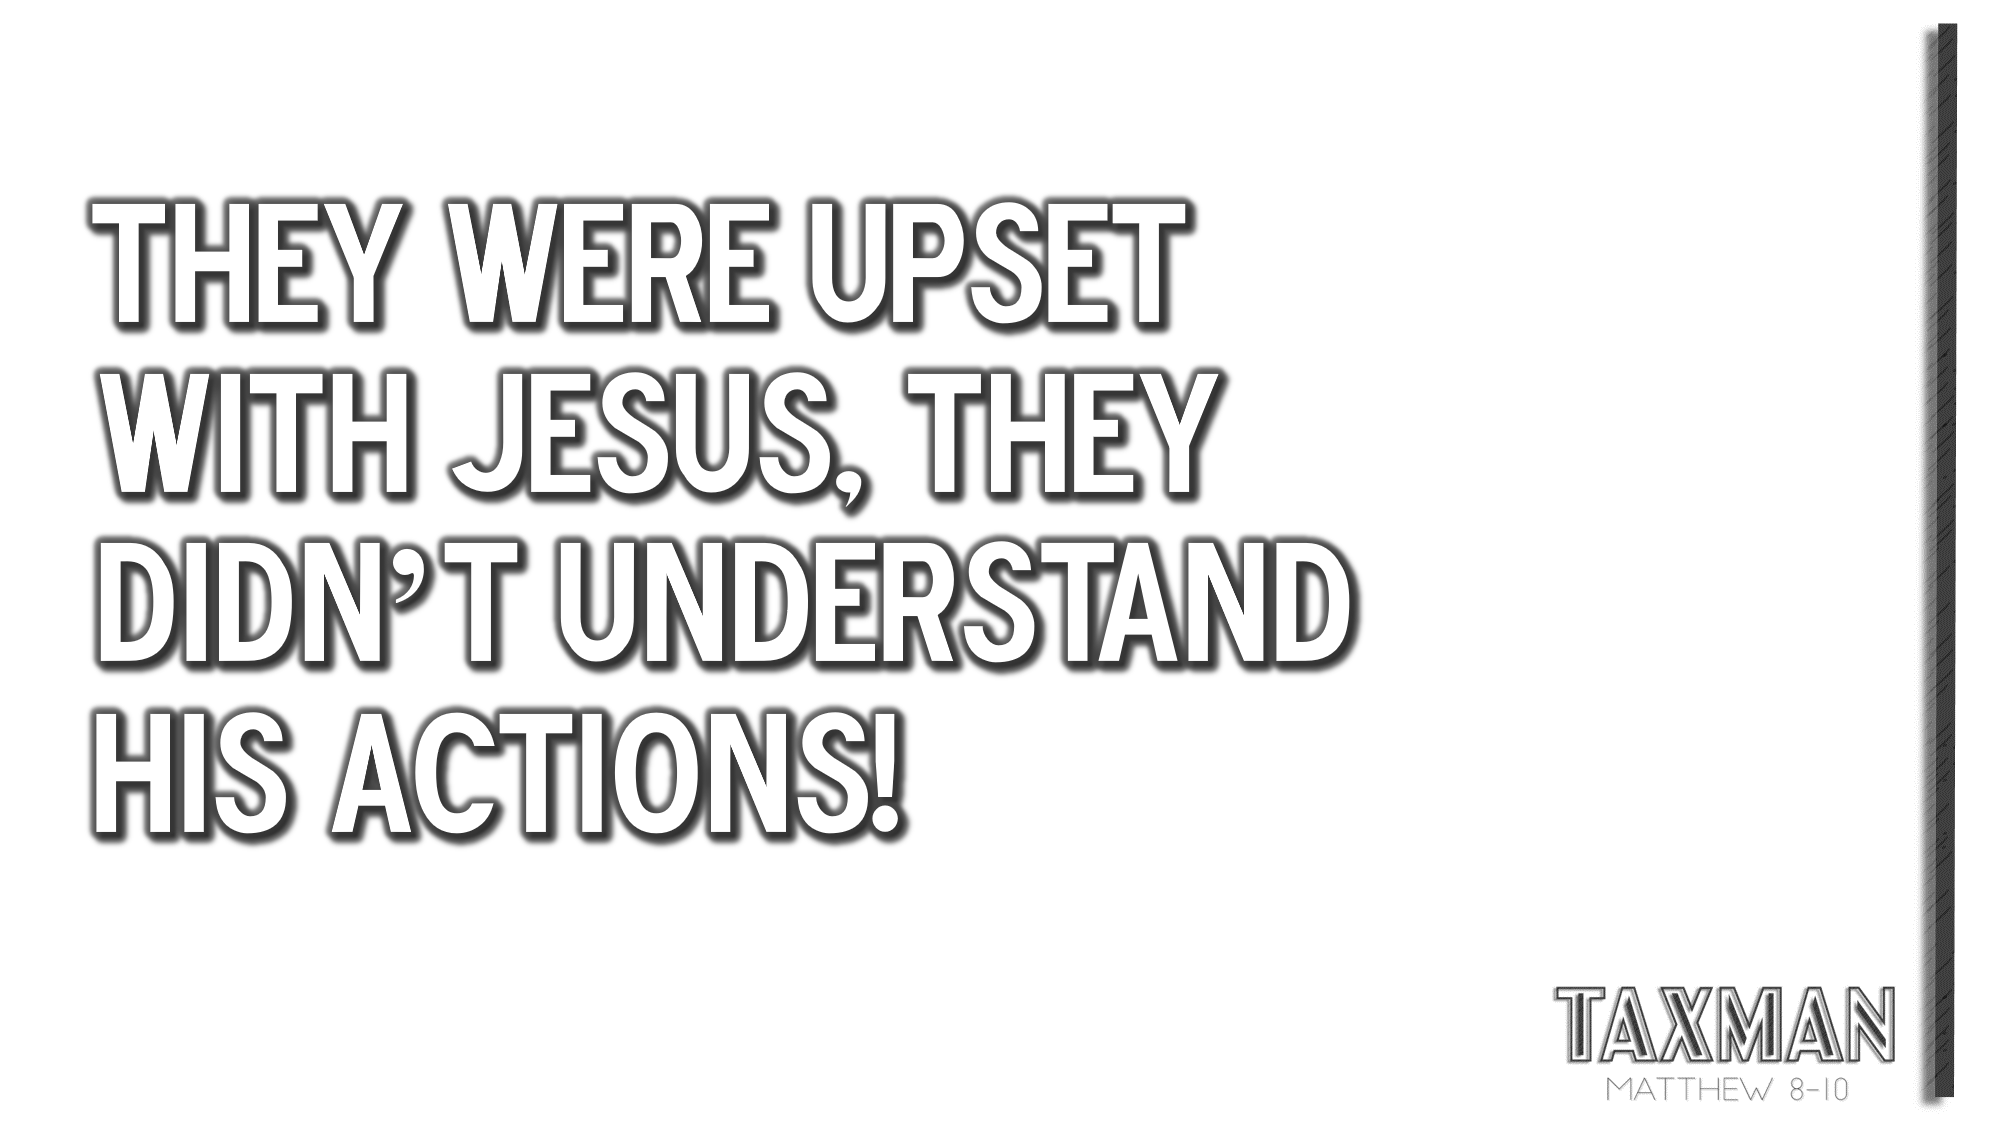 THEY WERE UPSET
WITH JESUS, THEY
DIDN’T UNDERSTAND
HIS ACTIONS!
TAXMAN
MATTHEW 8-10